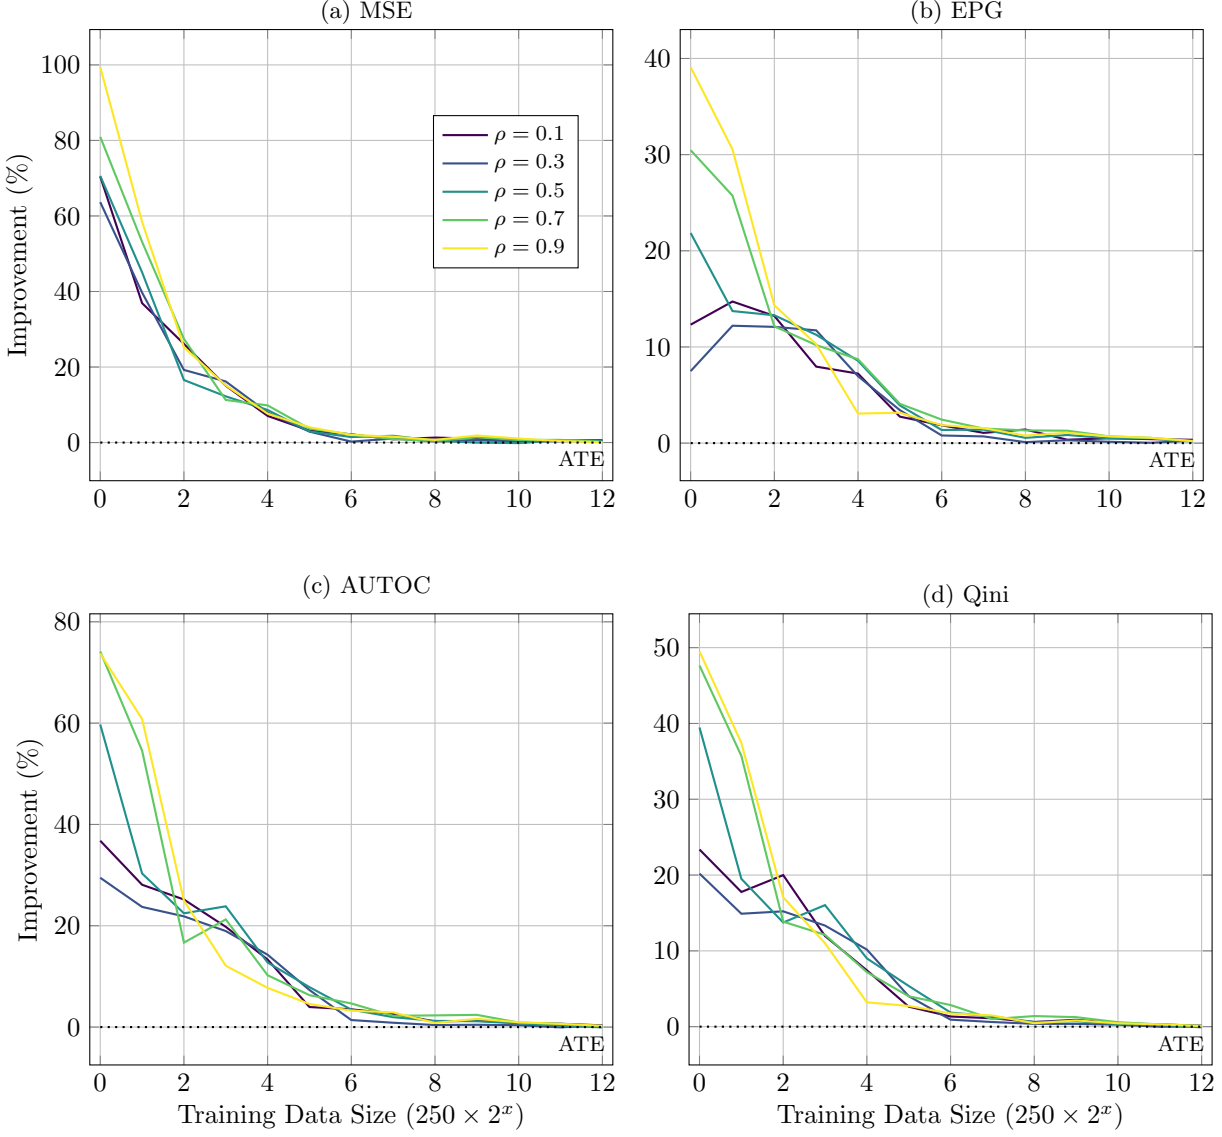 (a) MSE
Improvement (%)
100
80
60
40
20
0
ρ = 0.1
ρ = 0.3
ρ = 0.5
ρ = 0.7
ρ = 0.9
ATE
0 2 4 6 8 10 12
(b) EPG
40
30
20
10
0
ATE
0 2 4 6 8 10 12
(c) AUTOC
Improvement (%)
80
60
40
20
0
ATE
0 2 4 6 8 10 12
Training Data Size (250 × 2^x)
(d) Qini
50
40
30
20
10
0
ATE
0 2 4 6 8 10 12
Training Data Size (250 × 2^x)